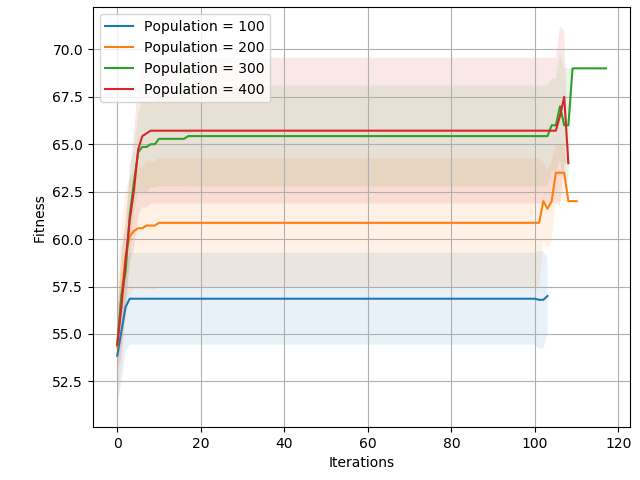 Population = 100
Population = 200
Population = 300
Population = 400
70.0
67.5
65.0
62.5
60.0
57.5
55.0
52.5
Fitness
0 20 40 60 80 100 120
Iterations